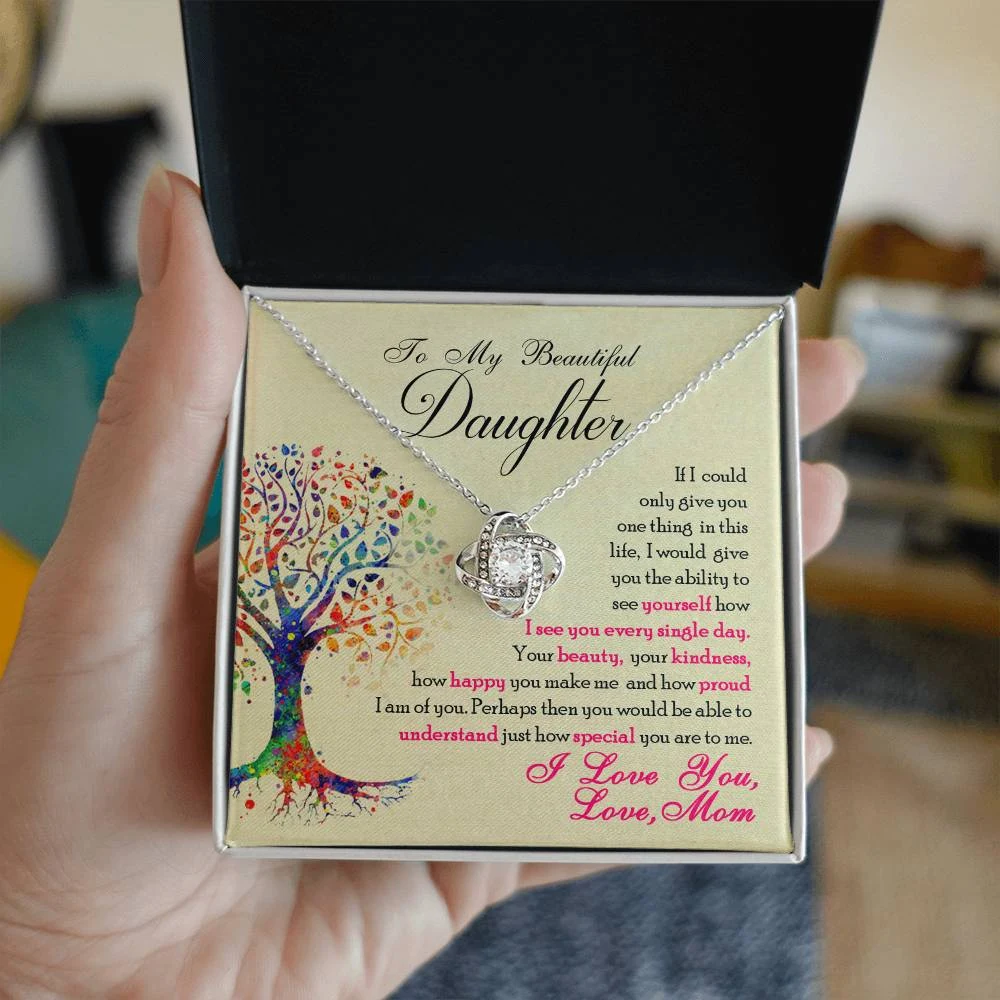 To My Beautiful
Daughter
If I could
only give you
one thing in this
life, I would give
you the ability to
see yourself how
I see you every single day.
Your beauty, your kindness,
how happy you make me and how proud
I am of you. Perhaps then you would be able to
understand just how special you are to me.
I Love You,
Love, Mom